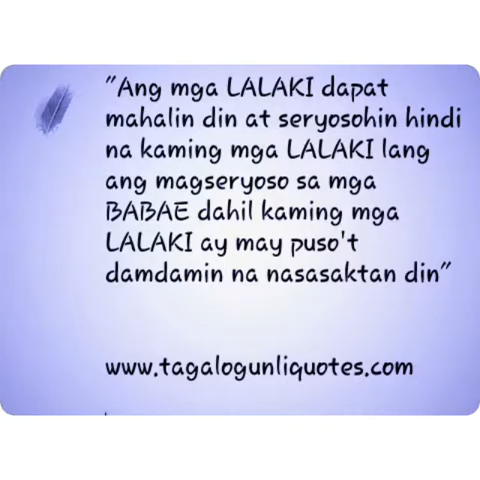 "Ang mga LALAKI dapat
mahalin din at seryosohin hindi
na kaming mga LALAKI lang
ang magseryoso sa mga
BABAE dahil kaming mga
LALAKI ay may puso't
damdamin na nasasaktan din"
www.tagalogunliquotes.com